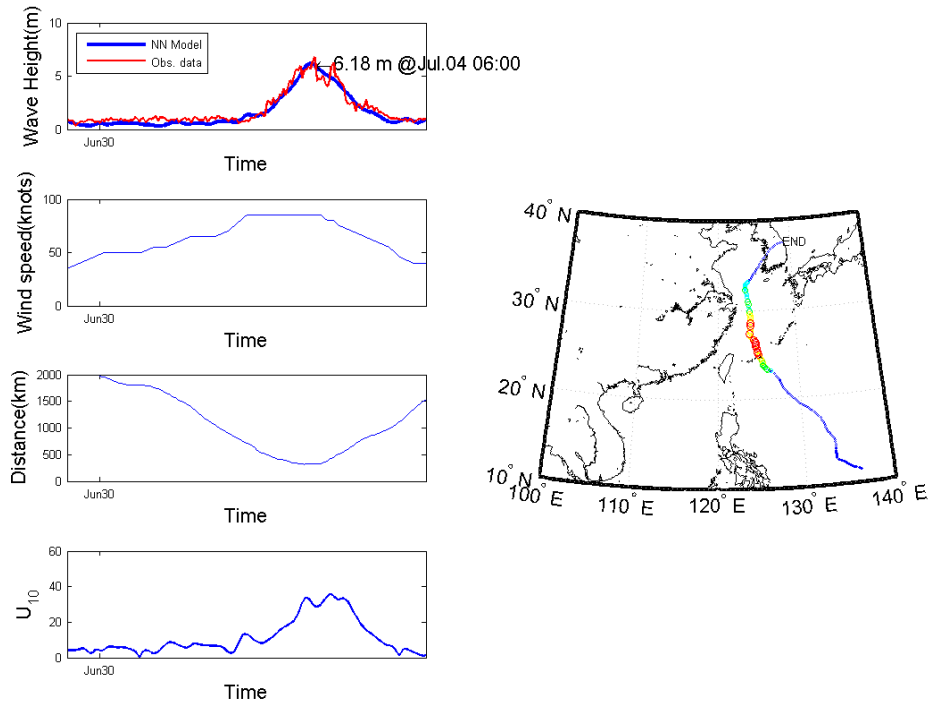 10
5
0
Wave Height(m)
NN Model
Obs. data
6.18 m @Jul.04 06:00
Jun30
Time
100
50
0
Wind speed(knots)
Jun30
Time
2000
1500
1000
500
0
Distance(km)
Jun30
Time
60
40
20
0
U10
Jun30
Time
40° N
30° N
20° N
10° N
100° E
110° E
120° E
130° E
140° E
END